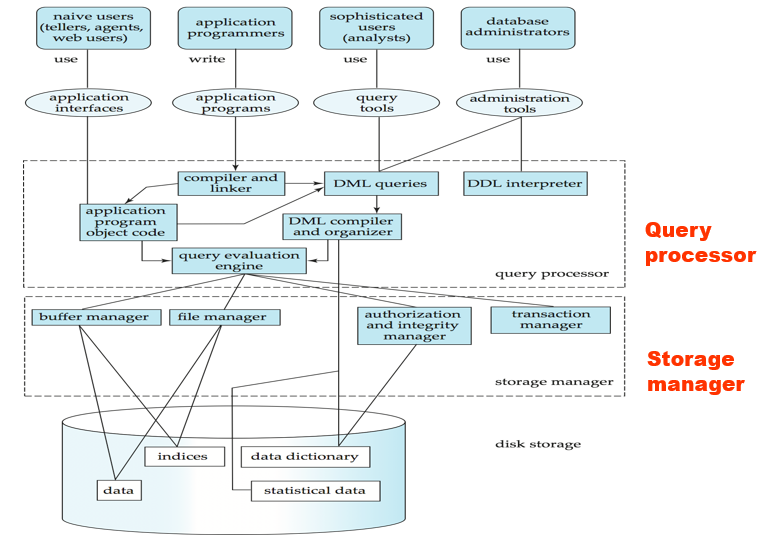 naive users
(tellers, agents,
web users)
application
programmers
sophisticated
users
(analysts)
database
administrators
use
write
use
use
application
interfaces
application
programs
query
tools
administration
tools
compiler and
linker
DML queries
DDL interpreter
application
program
object code
DML compiler
and organizer
query evaluation
engine
query processor
Query
processor
buffer manager
file manager
authorization
and integrity
manager
transaction
manager
storage manager
Storage
manager
disk storage
indices
data dictionary
data
statistical data